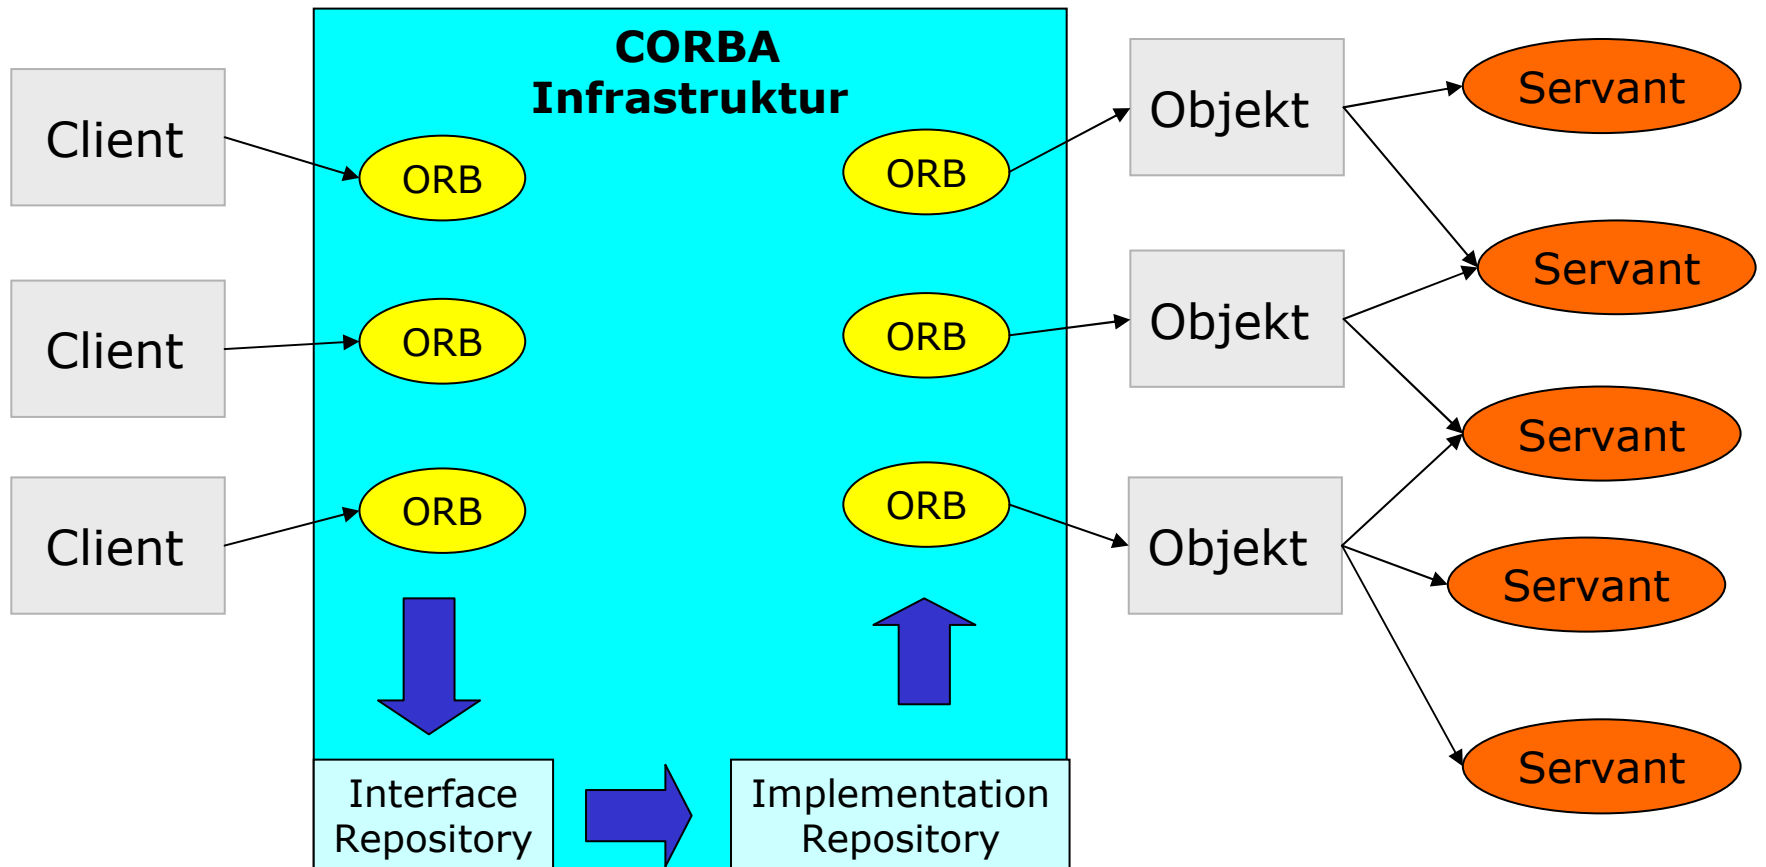 CORBA
Infrastruktur
Client
Client
Client
ORB
ORB
ORB
ORB
ORB
ORB
Objekt
Objekt
Objekt
Servant
Servant
Servant
Servant
Servant
Interface
Repository
Implementation
Repository